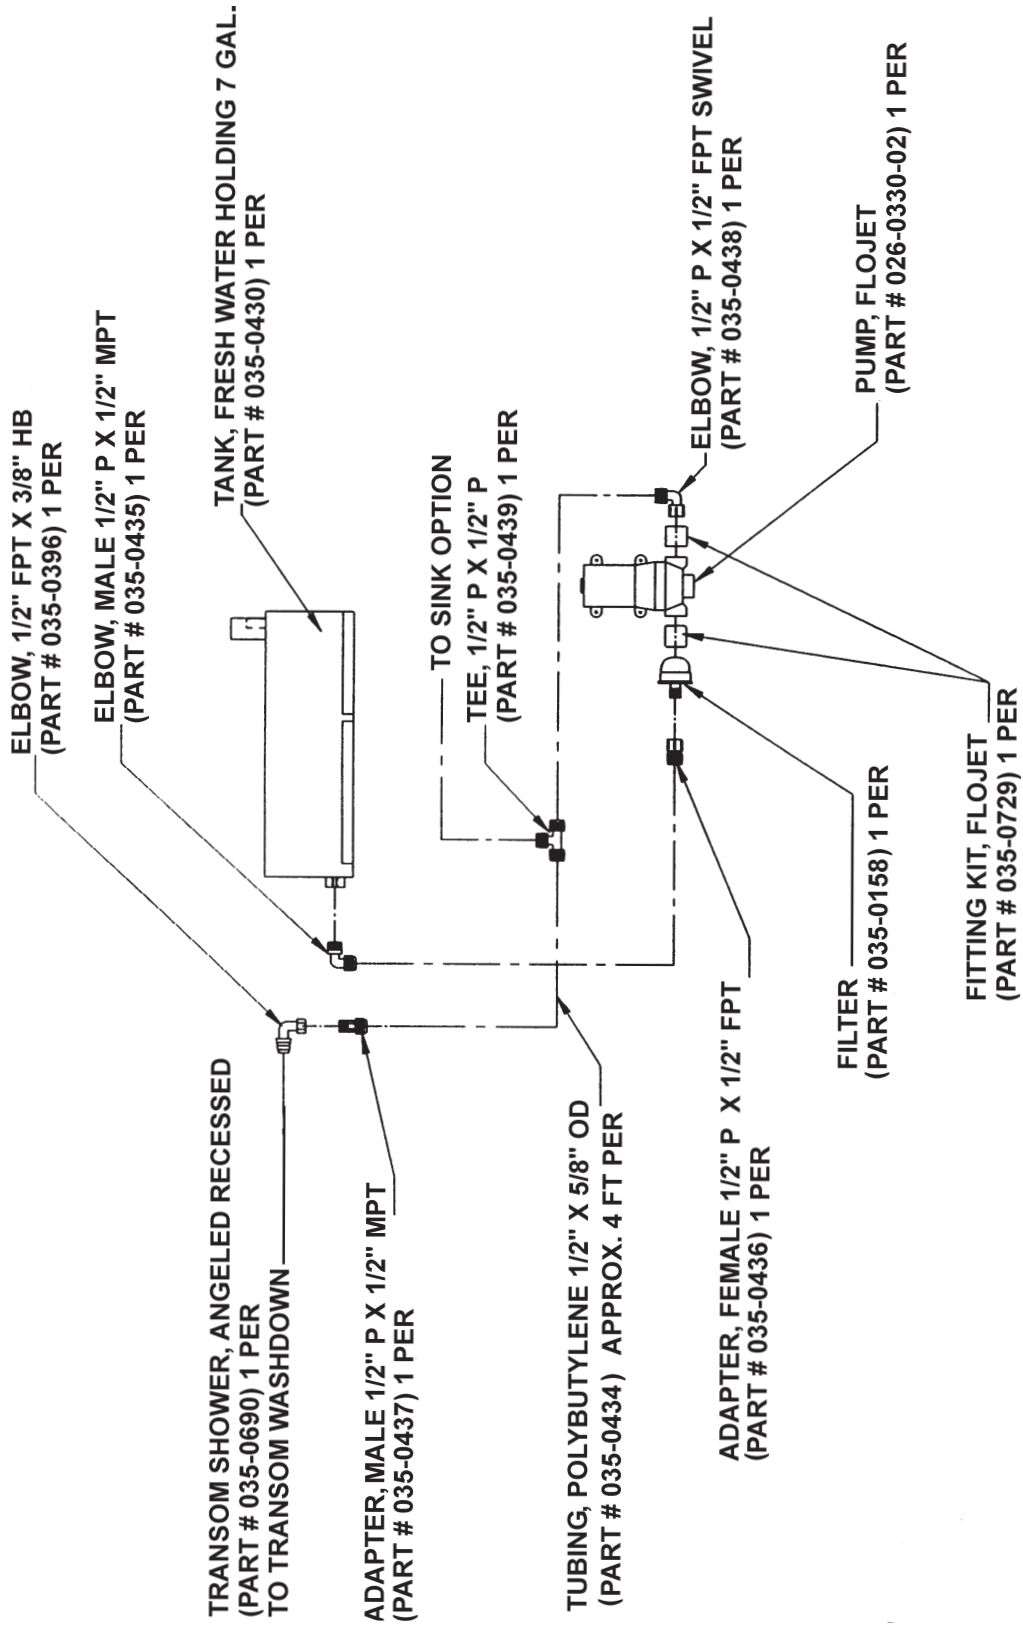 TRANSOM SHOWER, ANGELED RECESSED
(PART # 035-0690) 1 PER
TO TRANSOM WASHDOWN
ELBOW, 1/2" FPT X 3/8" HB
(PART # 035-0396) 1 PER
ELBOW, MALE 1/2" P X 1/2" MPT
(PART # 035-0435) 1 PER
TANK, FRESH WATER HOLDING 7 GAL.
(PART # 035-0430) 1 PER
ADAPTER, MALE 1/2" P X 1/2" MPT
(PART # 035-0437) 1 PER
TO SINK OPTION
TEE, 1/2" P X 1/2" P
(PART # 035-0439) 1 PER
TUBING, POLYBUTYLENE 1/2" X 5/8" OD
(PART # 035-0434) APPROX. 4 FT PER
ELBOW, 1/2" P X 1/2" FPT SWIVEL
(PART # 035-0438) 1 PER
ADAPTER, FEMALE 1/2" P X 1/2" FPT
(PART # 035-0436) 1 PER
PUMP, FLOJET
(PART # 026-0330-02) 1 PER
FILTER
(PART # 035-0158) 1 PER
FITTING KIT, FLOJET
(PART # 035-0729) 1 PER